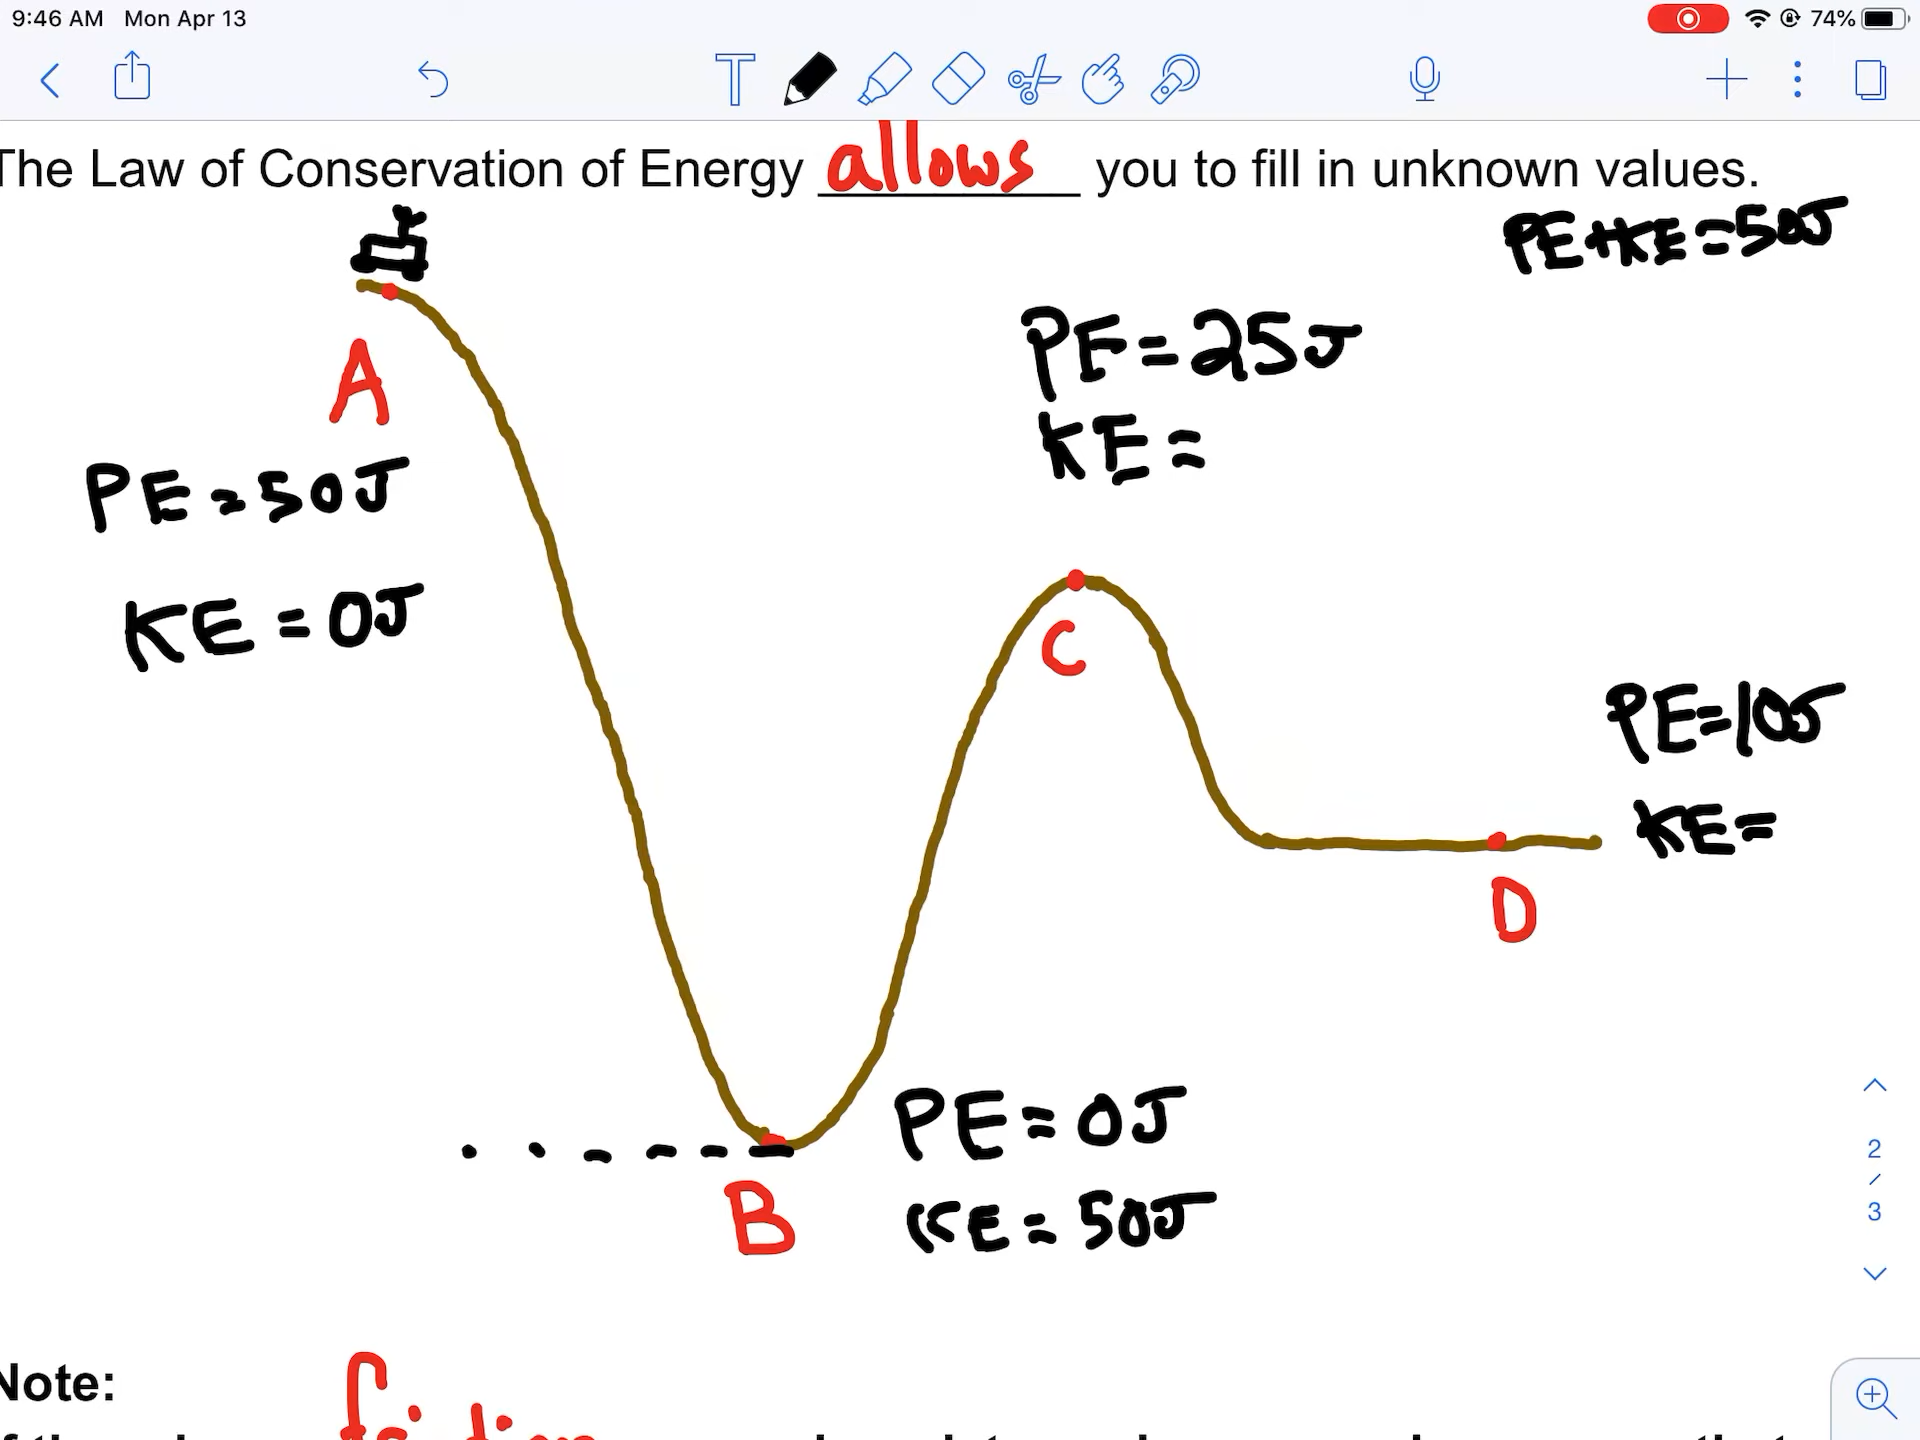 9:46 AM Mon Apr 13
74%
The Law of Conservation of Energy allows you to fill in unknown values.
PE+KE=50J
PE=25J
KE=
A
PE=50J
KE=0J
C
PE=10J
KE=
D
PE=0J
KE=50J
B
2
/
3
Note:
friction